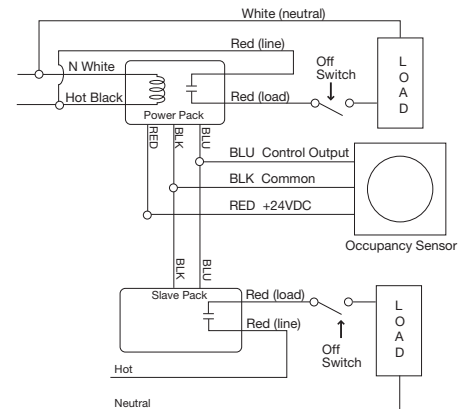 White (neutral)
Red (line)
Off
Switch
L
O
A
D
N White
Hot Black
Red (load)
Power Pack
RED
BLK
BLU
BLU Control Output
BLK Common
RED +24VDC
Occupancy Sensor
BLK
BLU
Slave Pack
Red (load)
Red (line)
Off
Switch
L
O
A
D
Hot
Neutral